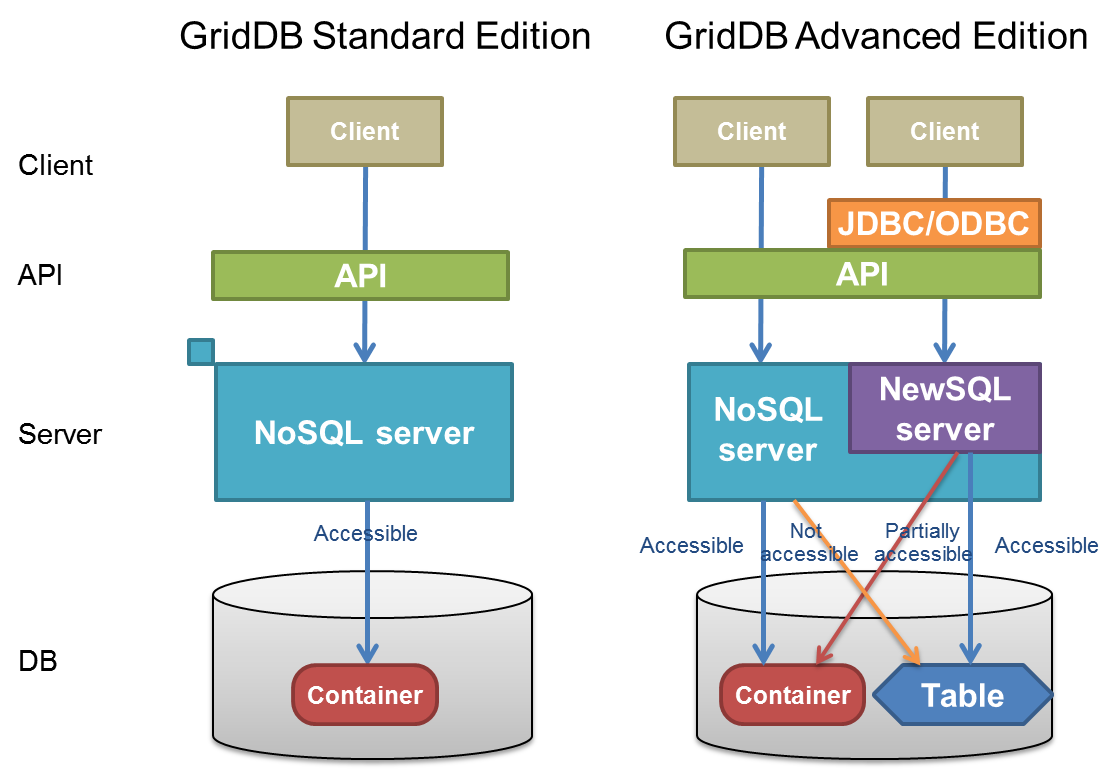 GridDB Standard Edition
GridDB Advanced Edition
Client
Client
Client
Client
JDBC/ODBC
API
API
API
Server
NoSQL server
NoSQL
server
NewSQL
server
Accessible
Accessible
Not
accessible
Partially
accessible
Accessible
DB
Container
Container
Table